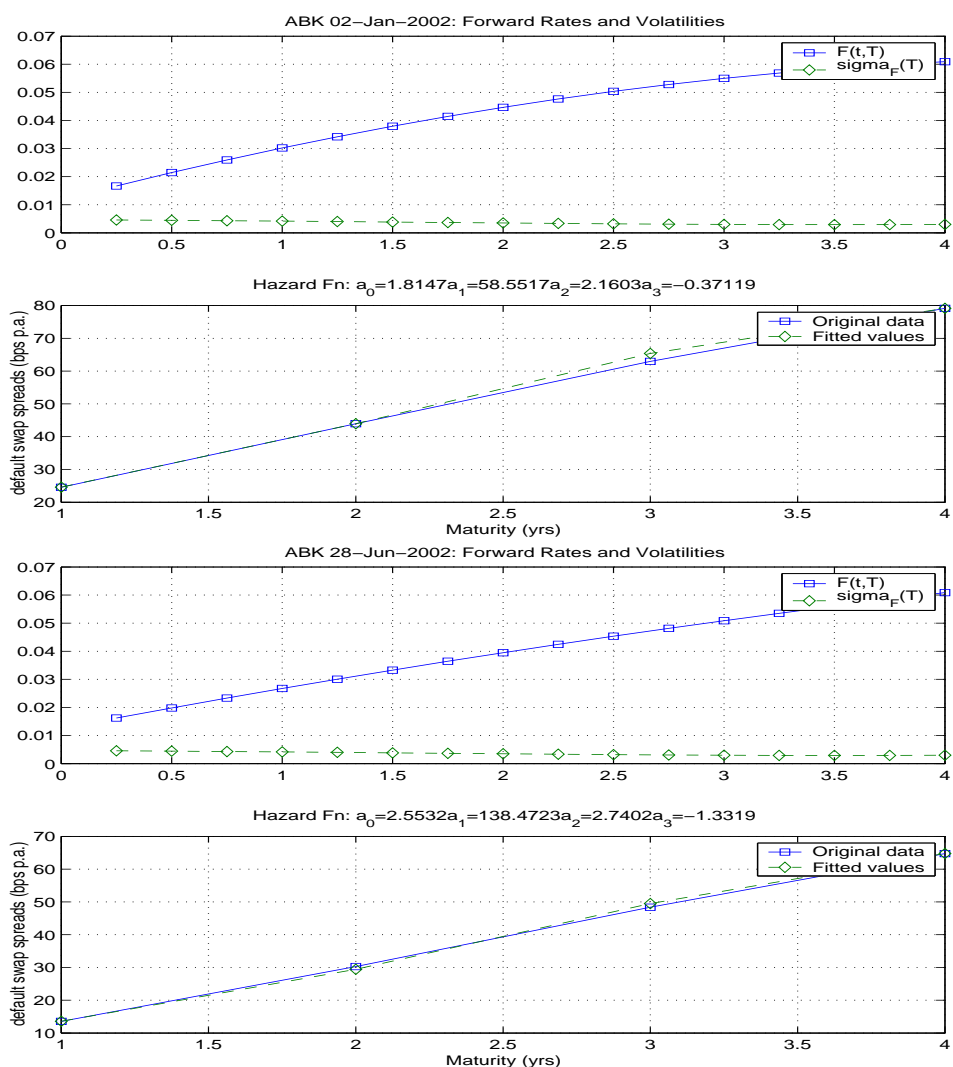 ABK 02−Jan−2002: Forward Rates and Volatilities
0.07
0.06
0.05
0.04
0.03
0.02
0.01
0
F(t,T)
sigma_F(T)
0 0.5 1 1.5 2 2.5 3 3.5 4
Hazard Fn: a_0=1.8147a_1=58.5517a_2=2.1603a_3=−0.37119
default swap spreads (bps p.a.)
80
70
60
50
40
30
20
Original data
Fitted values
1 1.5 2 2.5 3 3.5 4
Maturity (yrs)
ABK 28−Jun−2002: Forward Rates and Volatilities
0.07
0.06
0.05
0.04
0.03
0.02
0.01
0
F(t,T)
sigma_F(T)
0 0.5 1 1.5 2 2.5 3 3.5 4
Hazard Fn: a_0=2.5532a_1=138.4723a_2=2.7402a_3=−1.3319
default swap spreads (bps p.a.)
70
60
50
40
30
20
10
Original data
Fitted values
1 1.5 2 2.5 3 3.5 4
Maturity (yrs)